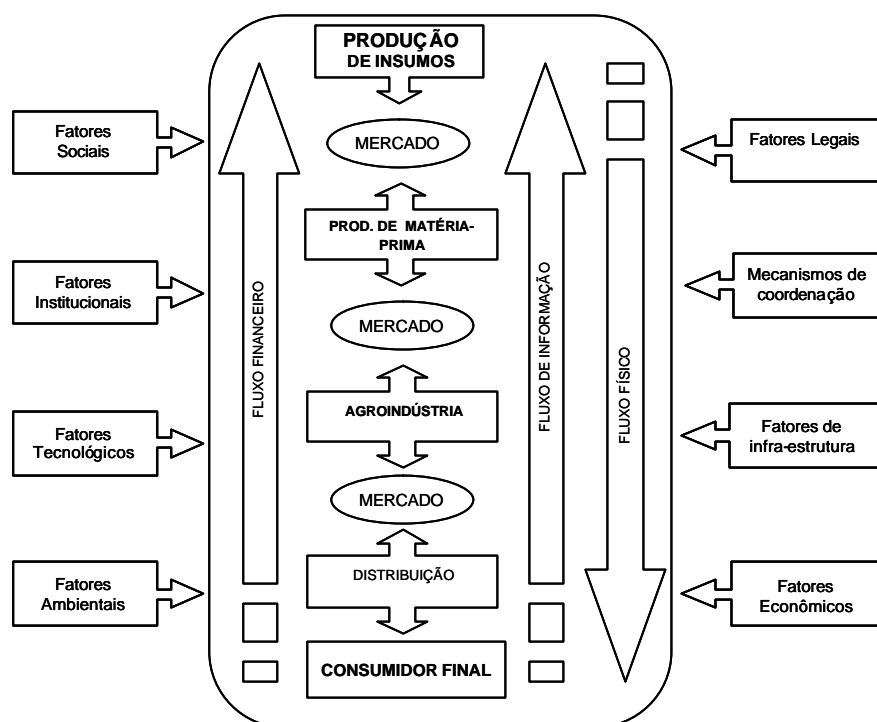 PRODUÇÃO
DE INSUMOS
Fatores
Sociais
MERCADO
Fatores Legais
PROD. DE MATÉRIA-
PRIMA
Fatores
Institucionais
Mecanismos de
coordenação
MERCADO
FLUXO FINANCEIRO
FLUXO DE INFORMAÇÃO
FLUXO FÍSICO
AGROINDÚSTRIA
Fatores
Tecnológicos
Fatores de
infra-estrutura
MERCADO
DISTRIBUIÇÃO
Fatores
Ambientais
Fatores
Econômicos
CONSUMIDOR FINAL